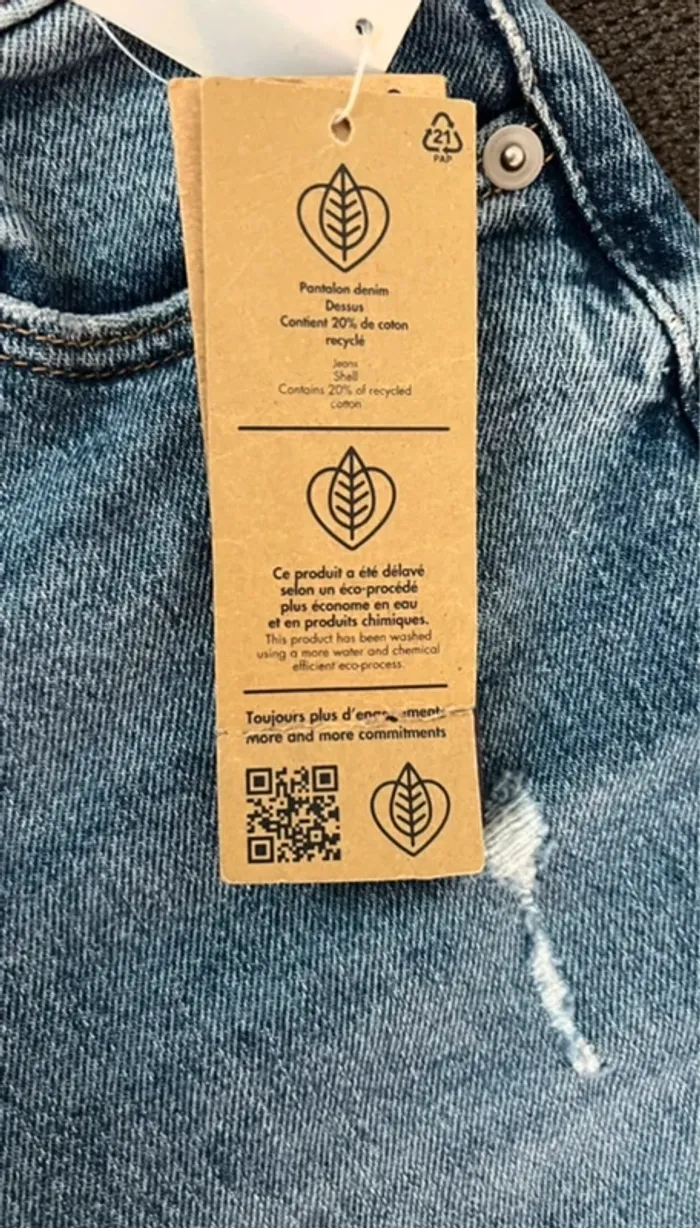 21
PAP
Pantalon denim
Dessus
Contient 20% de coton
recyclé
Jeans
Shell
Contains 20% of recycled
cotton
Ce produit a été délavé
selon un éco-procédé
plus économe en eau
et en produits chimiques.
This product has been washed
using a more water and chemical
efficient eco-process.
Toujours plus
more and more commitments